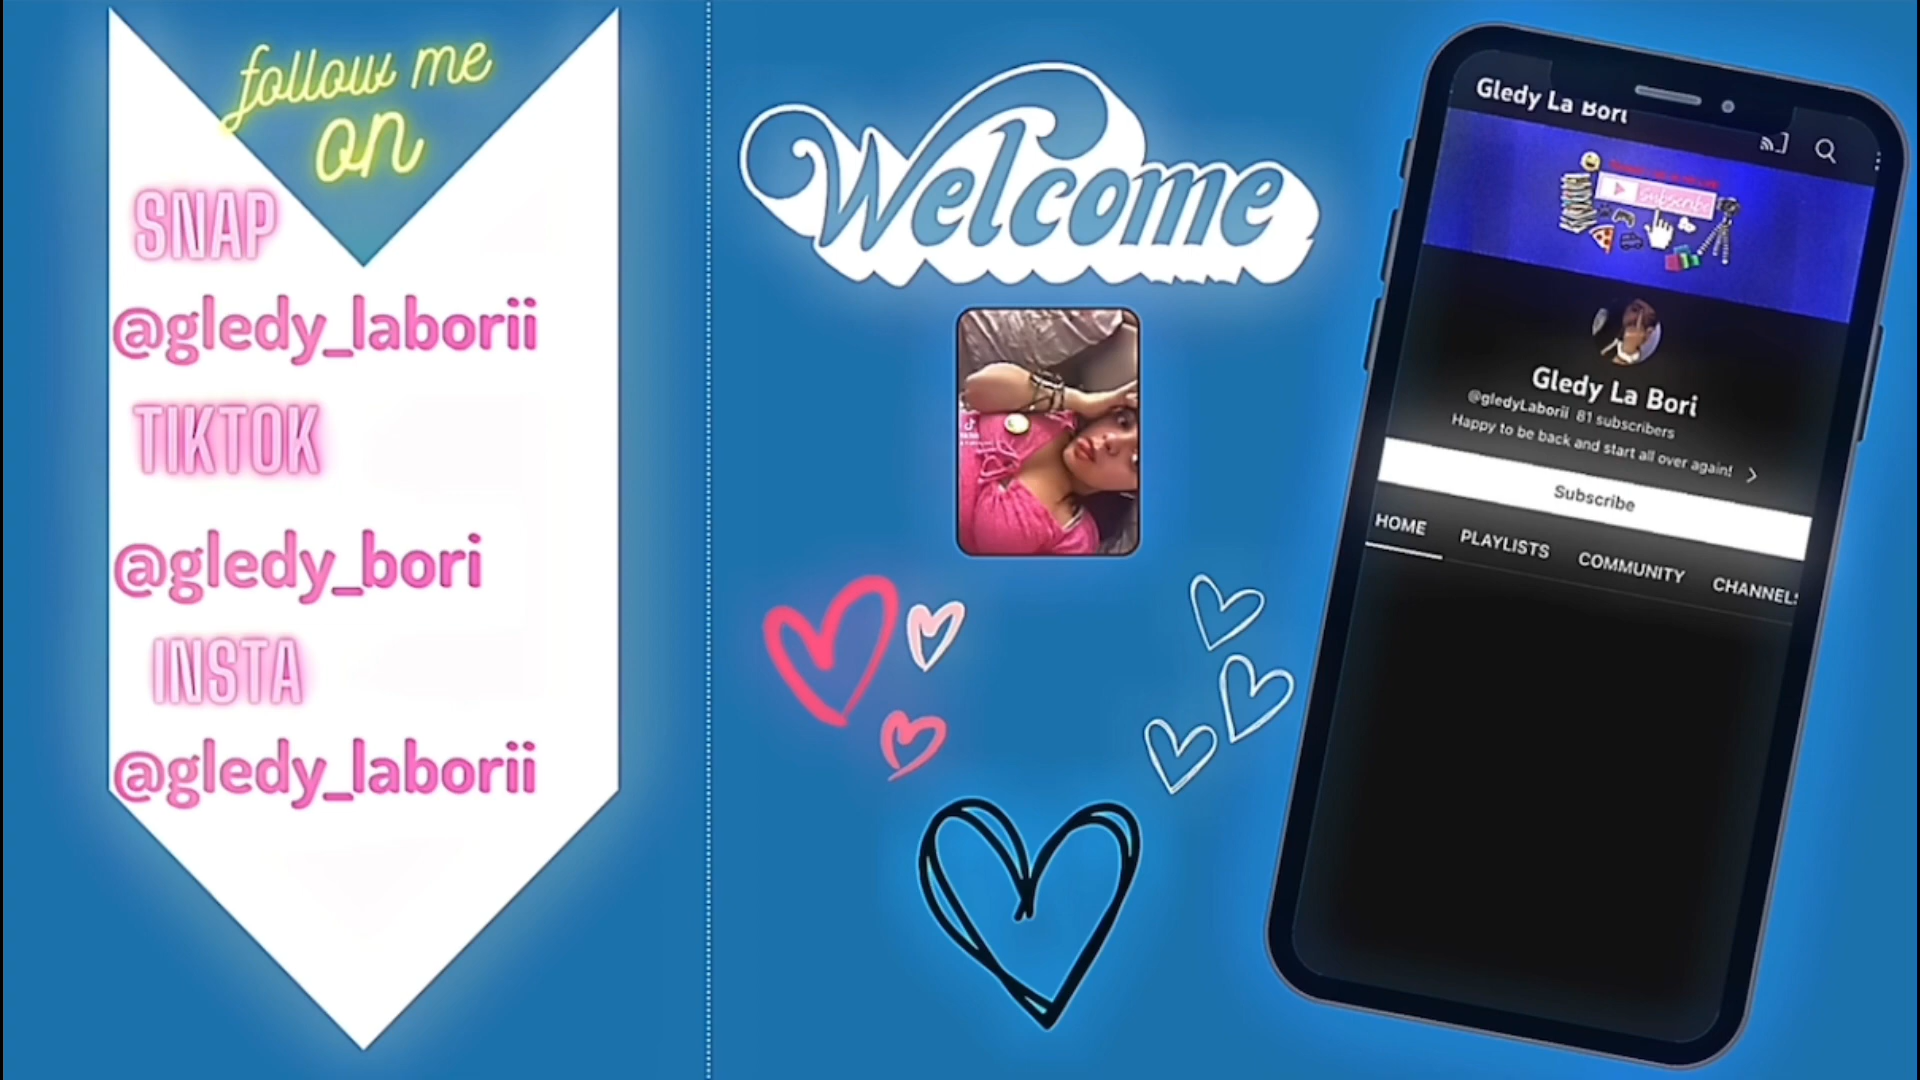 follow me
on
SNAP
@gledy_laborii
TIKTOK
@gledy_bori
INSTA
@gledy_laborii
Welcome
Gledy La Bori
Subscribe
Gledy La Bori
@gledyLaborii 81 subscribers
Happy to be back and start all over again!
Subscribe
HOME PLAYLISTS COMMUNITY CHANNELS